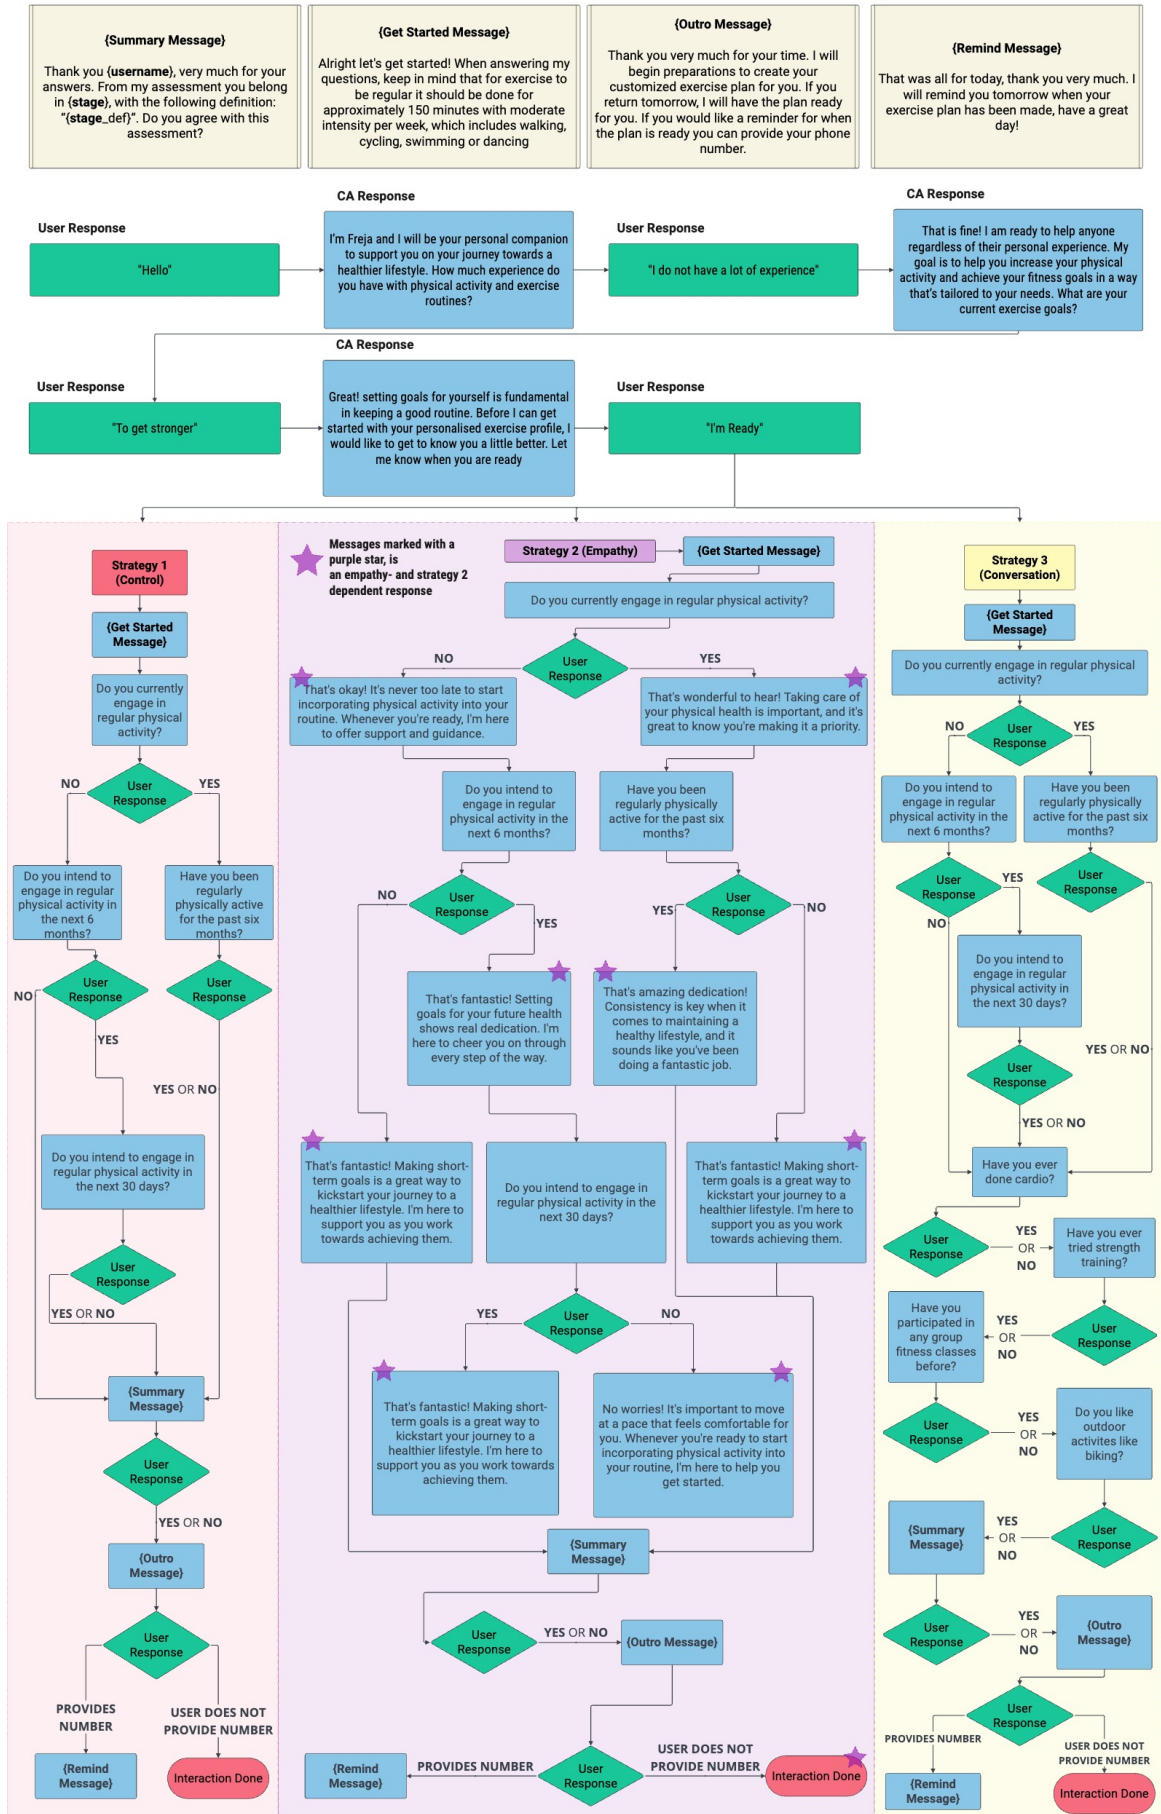 {Summary Message}
Thank you {username}, very much for your
answers. From my assessment you belong
in {stage}, with the following definition:
"{stage_def}". Do you agree with this
assessment?
{Get Started Message}
Alright let's get started! When answering my
questions, keep in mind that for exercise to
be regular it should be done for
approximately 150 minutes with moderate
intensity per week, which includes walking,
cycling, swimming or dancing
{Outro Message}
Thank you very much for your time. I will
begin preparations to create your
customized exercise plan for you. If you
return tomorrow, I will have the plan ready
for you. If you would like a reminder for when
the plan is ready you can provide your phone
number.
{Remind Message}
That was all for today, thank you very much. I
will remind you tomorrow when your
exercise plan has been made, have a great
day!
User Response
"Hello"
CA Response
I'm Freja and I will be your personal companion
to support you on your journey towards a
healthier lifestyle. How much experience do
you have with physical activity and exercise
routines?
User Response
"I do not have a lot of experience"
CA Response
That is fine! I am ready to help anyone
regardless of their personal experience. My
goal is to help you increase your physical
activity and achieve your fitness goals in a way
that's tailored to your needs. What are your
current exercise goals?
User Response
"To get stronger"
CA Response
Great! setting goals for yourself is fundamental
in keeping a good routine. Before I can get
started with your personalised exercise profile, I
would like to get to know you a little better. Let
me know when you are ready
User Response
"I'm Ready"
Strategy 1
(Control)
{Get Started
Message}
Do you currently
engage in
regular physical
activity?
User
Response
NO
YES
Do you intend to
engage in regular
physical activity in
the next 6
months?
Have you been
regularly
physically active
for the past six
months?
User
Response
User
Response
NO
YES
YES OR NO
Do you intend to engage in
regular physical activity in
the next 30 days?
User
Response
YES OR NO
{Summary
Message}
User
Response
YES OR NO
{Outro
Message}
User
Response
PROVIDES
NUMBER
USER DOES NOT
PROVIDE NUMBER
{Remind
Message}
Interaction Done
Messages marked with a
purple star, is
an empathy- and strategy 2
dependent response
Strategy 2 (Empathy)
{Get Started Message}
Do you currently engage in regular physical activity?
User
Response
NO
YES
That's okay! It's never too late to start
incorporating physical activity into your
routine. Whenever you're ready, I'm here
to offer support and guidance.
That's wonderful to hear! Taking care of
your physical health is important, and it's
great to know you're making it a priority.
Do you intend to
engage in regular
physical activity in the
next 6 months?
Have you been
regularly physically
active for the past six
months?
User
Response
User
Response
NO
YES
YES
NO
That's fantastic! Setting
goals for your future health
shows real dedication. I'm
here to cheer you on through
every step of the way.
That's amazing dedication!
Consistency is key when it
comes to maintaining a
healthy lifestyle, and it
sounds like you've been
doing a fantastic job.
That's fantastic! Making short-
term goals is a great way to
kickstart your journey to a
healthier lifestyle. I'm here to
support you as you work
towards achieving them.
Do you intend to engage in
regular physical activity in the
next 30 days?
That's fantastic! Making short-
term goals is a great way to
kickstart your journey to a
healthier lifestyle. I'm here to
support you as you work
towards achieving them.
User
Response
YES
NO
That's fantastic! Making short-
term goals is a great way to
kickstart your journey to a
healthier lifestyle. I'm here to
support you as you work towards
achieving them.
No worries! It's important to move
at a pace that feels comfortable for
you. Whenever you're ready to start
incorporating physical activity into
your routine, I'm here to help you
get started.
{Summary
Message}
User
Response
YES OR NO
{Outro Message}
User
Response
PROVIDES NUMBER
USER DOES NOT
PROVIDE NUMBER
{Remind
Message}
Interaction Done
Strategy 3
(Conversation)
{Get Started
Message}
Do you currently engage in regular physical
activity?
User
Response
NO
YES
Do you intend to
engage in regular
physical activity in the
next 6 months?
Have you been
regularly physically
active for the past six
months?
User
Response
User
Response
YES
NO
Do you intend to
engage in regular
physical activity in
the next 30 days?
YES OR NO
User
Response
YES OR NO
Have you ever
done cardio?
User
Response
YES
OR
NO
Have you ever
tried strength
training?
User
Response
YES
OR
NO
Have you
participated in
any group
fitness classes
before?
User
Response
YES
OR
NO
Do you like
outdoor
activites like
biking?
User
Response
YES
OR
NO
{Summary
Message}
User
Response
YES
OR
NO
{Outro
Message}
User
Response
PROVIDES NUMBER
USER DOES NOT
PROVIDE NUMBER
{Remind
Message}
Interaction Done